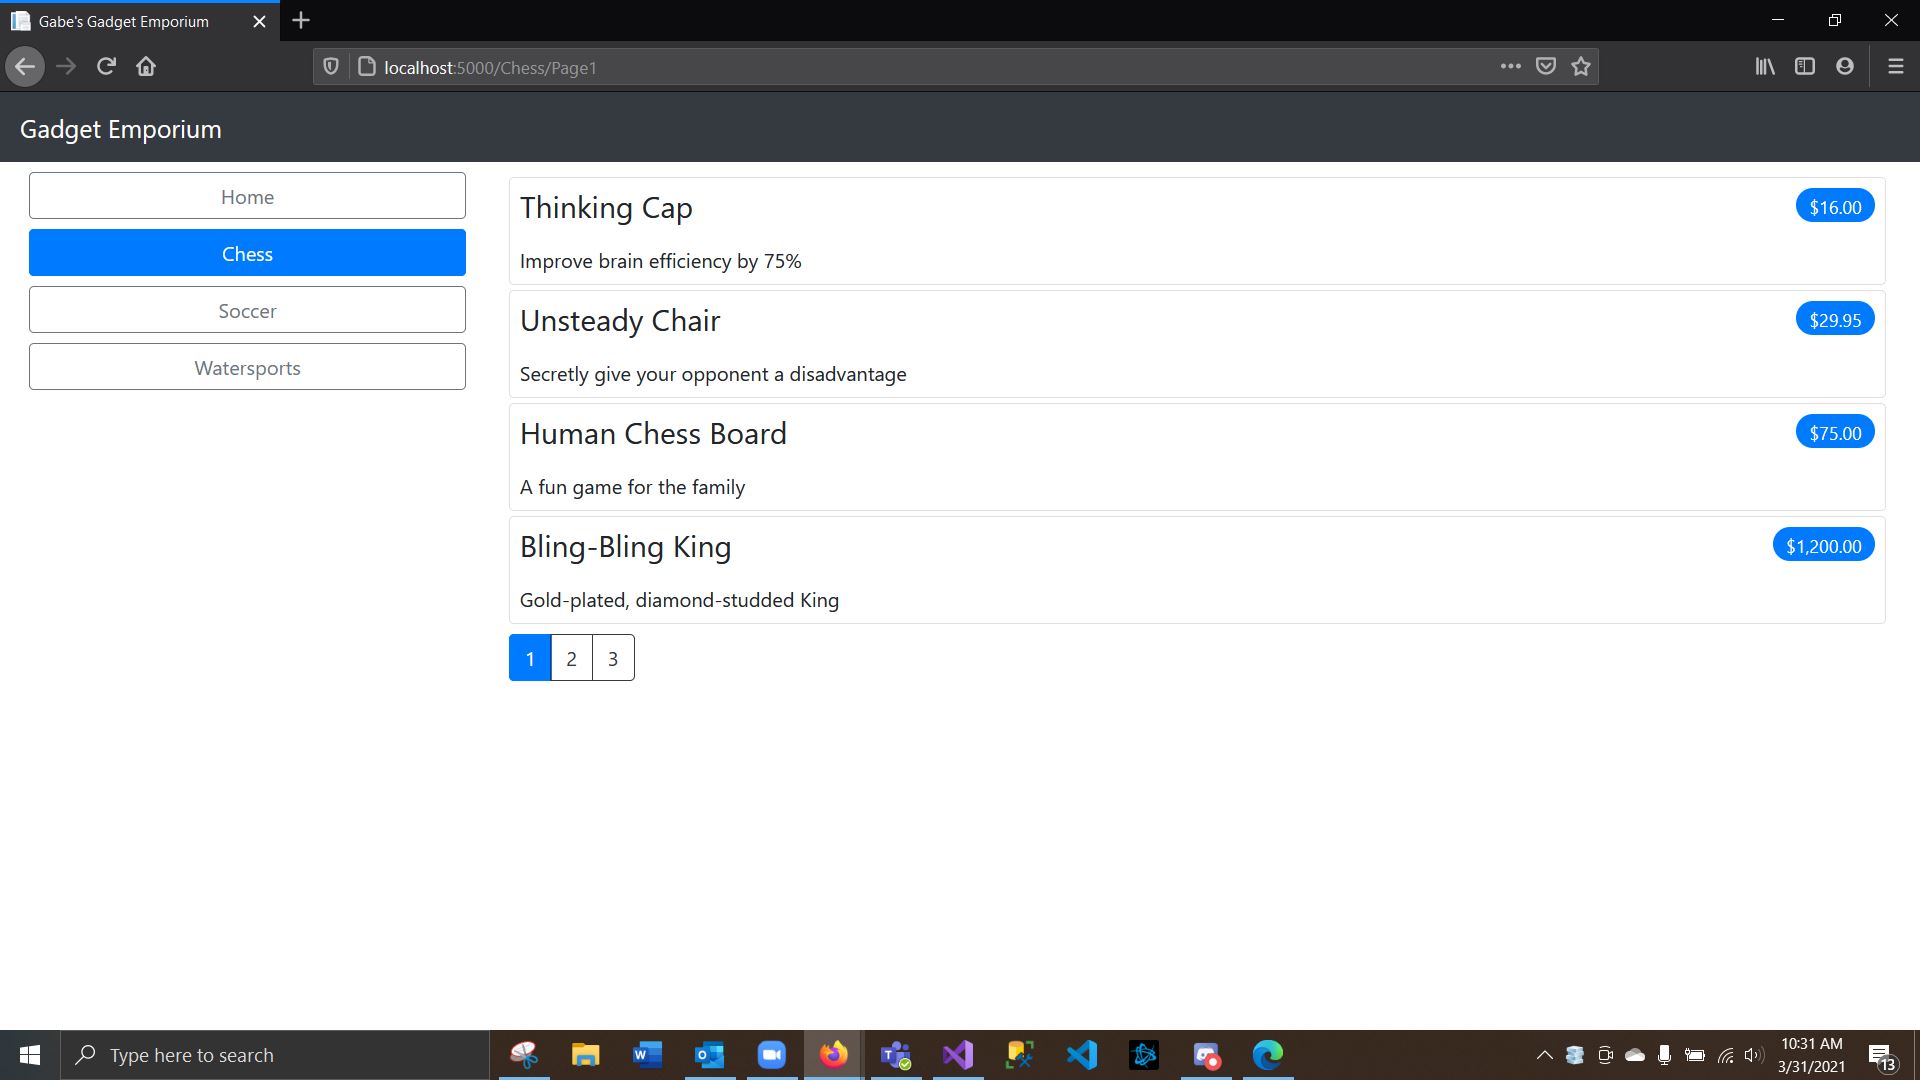 Gabe's Gadget Emporium
localhost:5000/Chess/Page1
Gadget Emporium
Home
Chess
Soccer
Watersports
Thinking Cap
$16.00
Improve brain efficiency by 75%
Unsteady Chair
$29.95
Secretly give your opponent a disadvantage
Human Chess Board
$75.00
A fun game for the family
Bling-Bling King
$1,200.00
Gold-plated, diamond-studded King
1 2 3
Type here to search
10:31 AM
3/31/2021
13